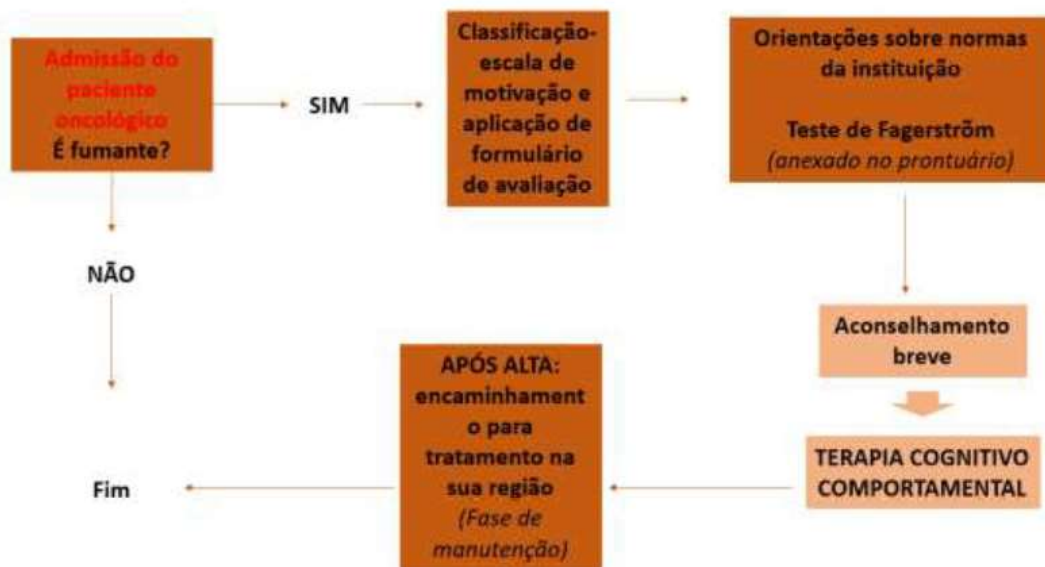 Admissão do
paciente
oncológico
É fumante?
SIM
Classificação-
escala de
motivação e
aplicação de
formulário
de avaliação
Orientações sobre normas
da instituição
Teste de Fagerström
(anexado no prontuário)
NÃO
Aconselhamento
breve
TERAPIA COGNITIVO
COMPORTAMENTAL
APÓS ALTA:
encaminhament
o para
tratamento na
sua região
(Fase de
manutenção)
Fim